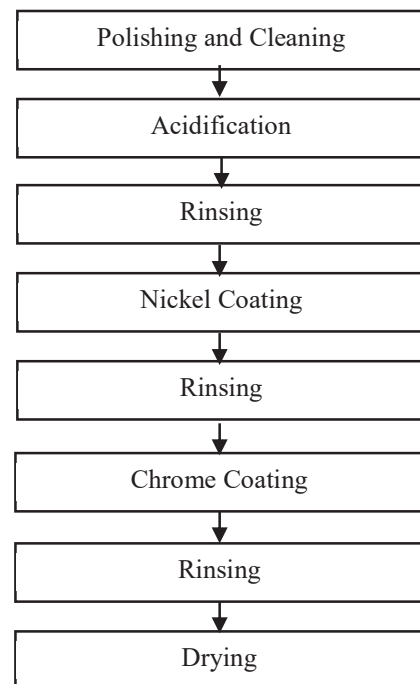 Polishing and Cleaning
Acidification
Rinsing
Nickel Coating
Rinsing
Chrome Coating
Rinsing
Drying